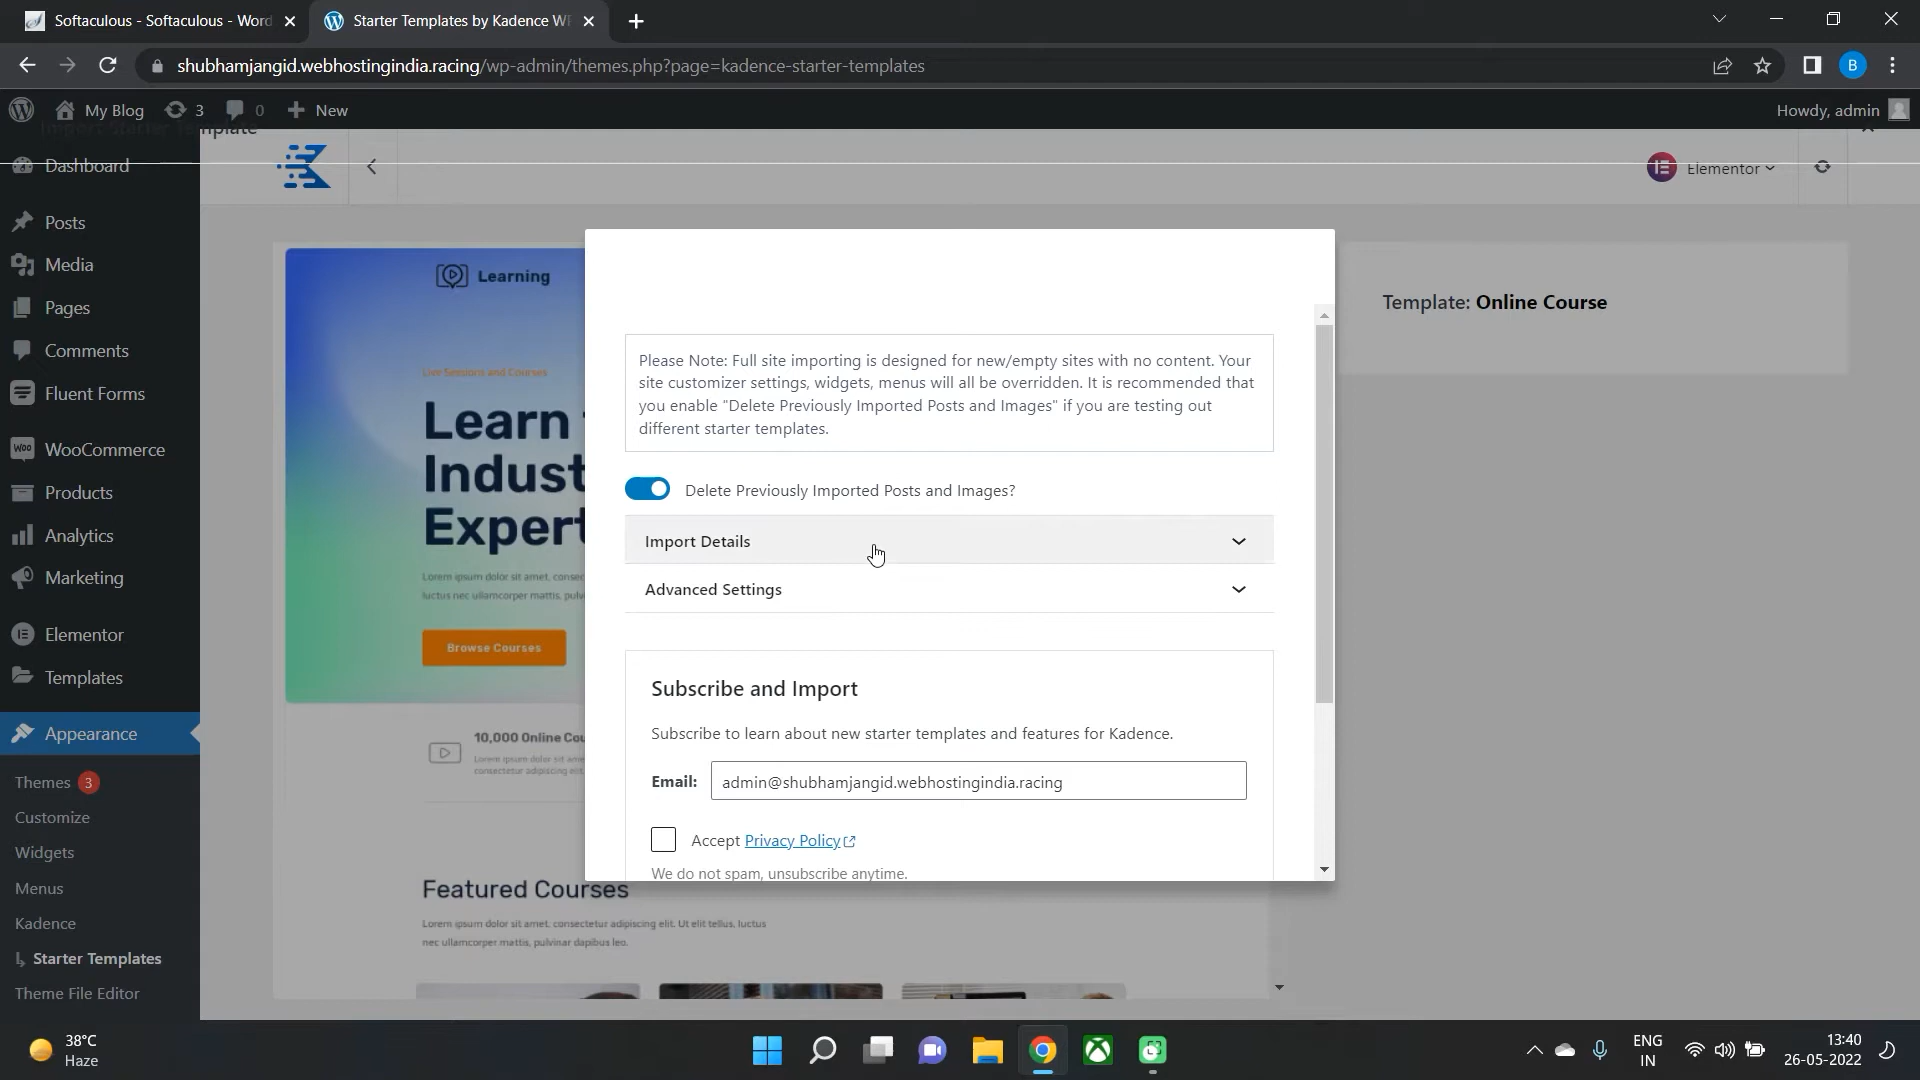 Softaculous - Softaculous - Word
Starter Templates by Kadence WP
shubhamjangid.webhostingindia.racing/wp-admin/themes.php?page=kadence-starter-templates
B
My Blog
3
0
New
Howdy, admin
Import Starter Template
Dashboard
Posts
Media
Pages
Comments
Fluent Forms
WooCommerce
Products
Analytics
Marketing
Elementor
Templates
Appearance
Themes 3
Customize
Widgets
Menus
Kadence
Starter Templates
Theme File Editor
Elementor
Learning
Live Sessions and Courses
Learn
Indust
Expert
Lorem ipsum dolor sit amet, consec
luctus nec ullamcorper mattis, pulv
Browse Courses
10,000 Online Cou
Lorem ipsum dolor sit ame
consectetur adipiscing elit.
Featured Courses
Lorem ipsum dolor sit amet, consectetur adipiscing elit. Ut elit tellus, luctus
nec ullamcorper mattis, pulvinar dapibus leo.
Template: Online Course
Please Note: Full site importing is designed for new/empty sites with no content. Your
site customizer settings, widgets, menus will all be overridden. It is recommended that
you enable "Delete Previously Imported Posts and Images" if you are testing out
different starter templates.
Delete Previously Imported Posts and Images?
Import Details
Advanced Settings
Subscribe and Import
Subscribe to learn about new starter templates and features for Kadence.
Email: admin@shubhamjangid.webhostingindia.racing
Accept Privacy Policy
We do not spam, unsubscribe anytime.
38°C
Haze
ENG
IN
13:40
26-05-2022